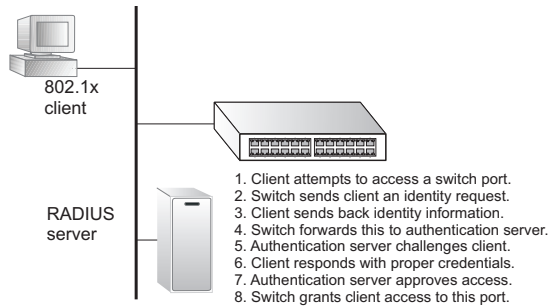 802.1x
client
RADIUS
server
1. Client attempts to access a switch port.
2. Switch sends client an identity request.
3. Client sends back identity information.
4. Switch forwards this to authentication server.
5. Authentication server challenges client.
6. Client responds with proper credentials.
7. Authentication server approves access.
8. Switch grants client access to this port.